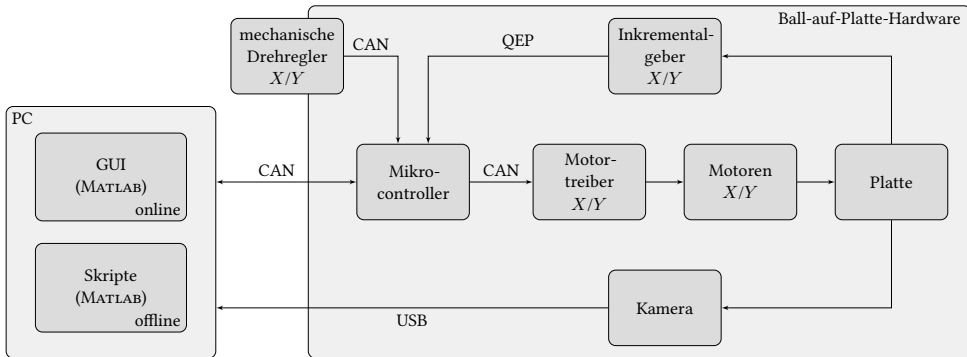 Ball-auf-Platte-Hardware
mechanische
Drehregler
X/Y
CAN
QEP
Inkremental-
geber
X/Y
PC
GUI
(MATLAB)
online
CAN
Mikro-
controller
CAN
Motor-
treiber
X/Y
Motoren
X/Y
Platte
Skripte
(MATLAB)
offline
USB
Kamera